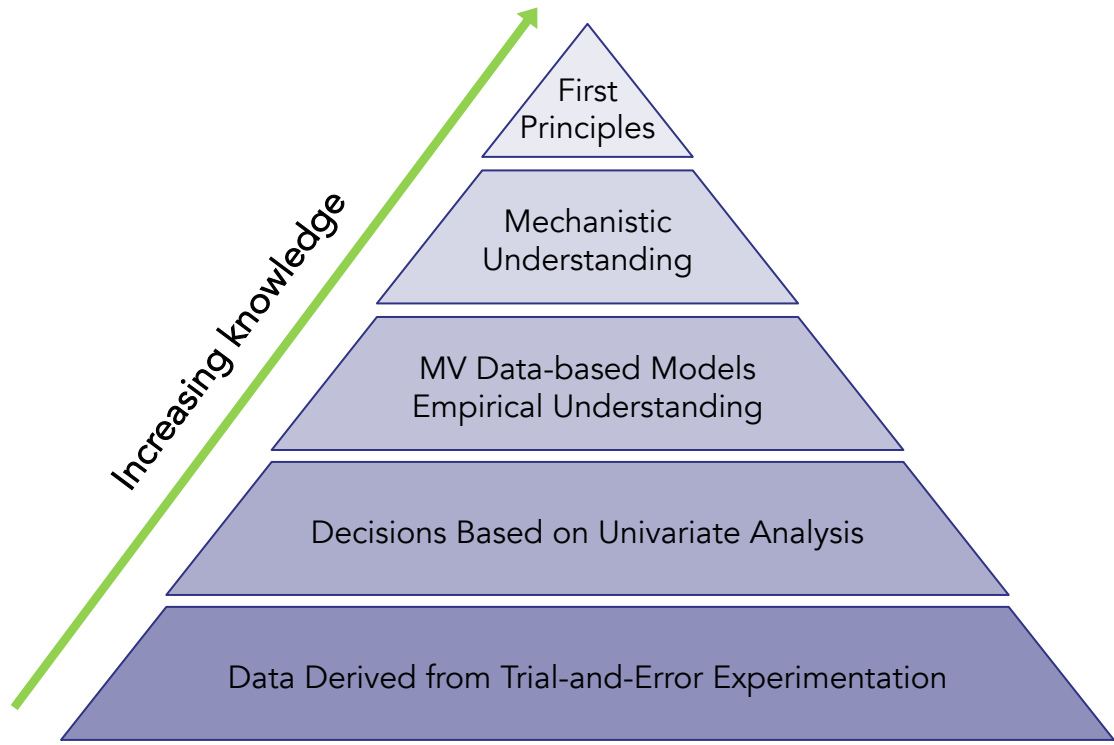 First
Principles
Mechanistic
Understanding
Increasing knowledge
MV Data-based Models
Empirical Understanding
Decisions Based on Univariate Analysis
Data Derived from Trial-and-Error Experimentation